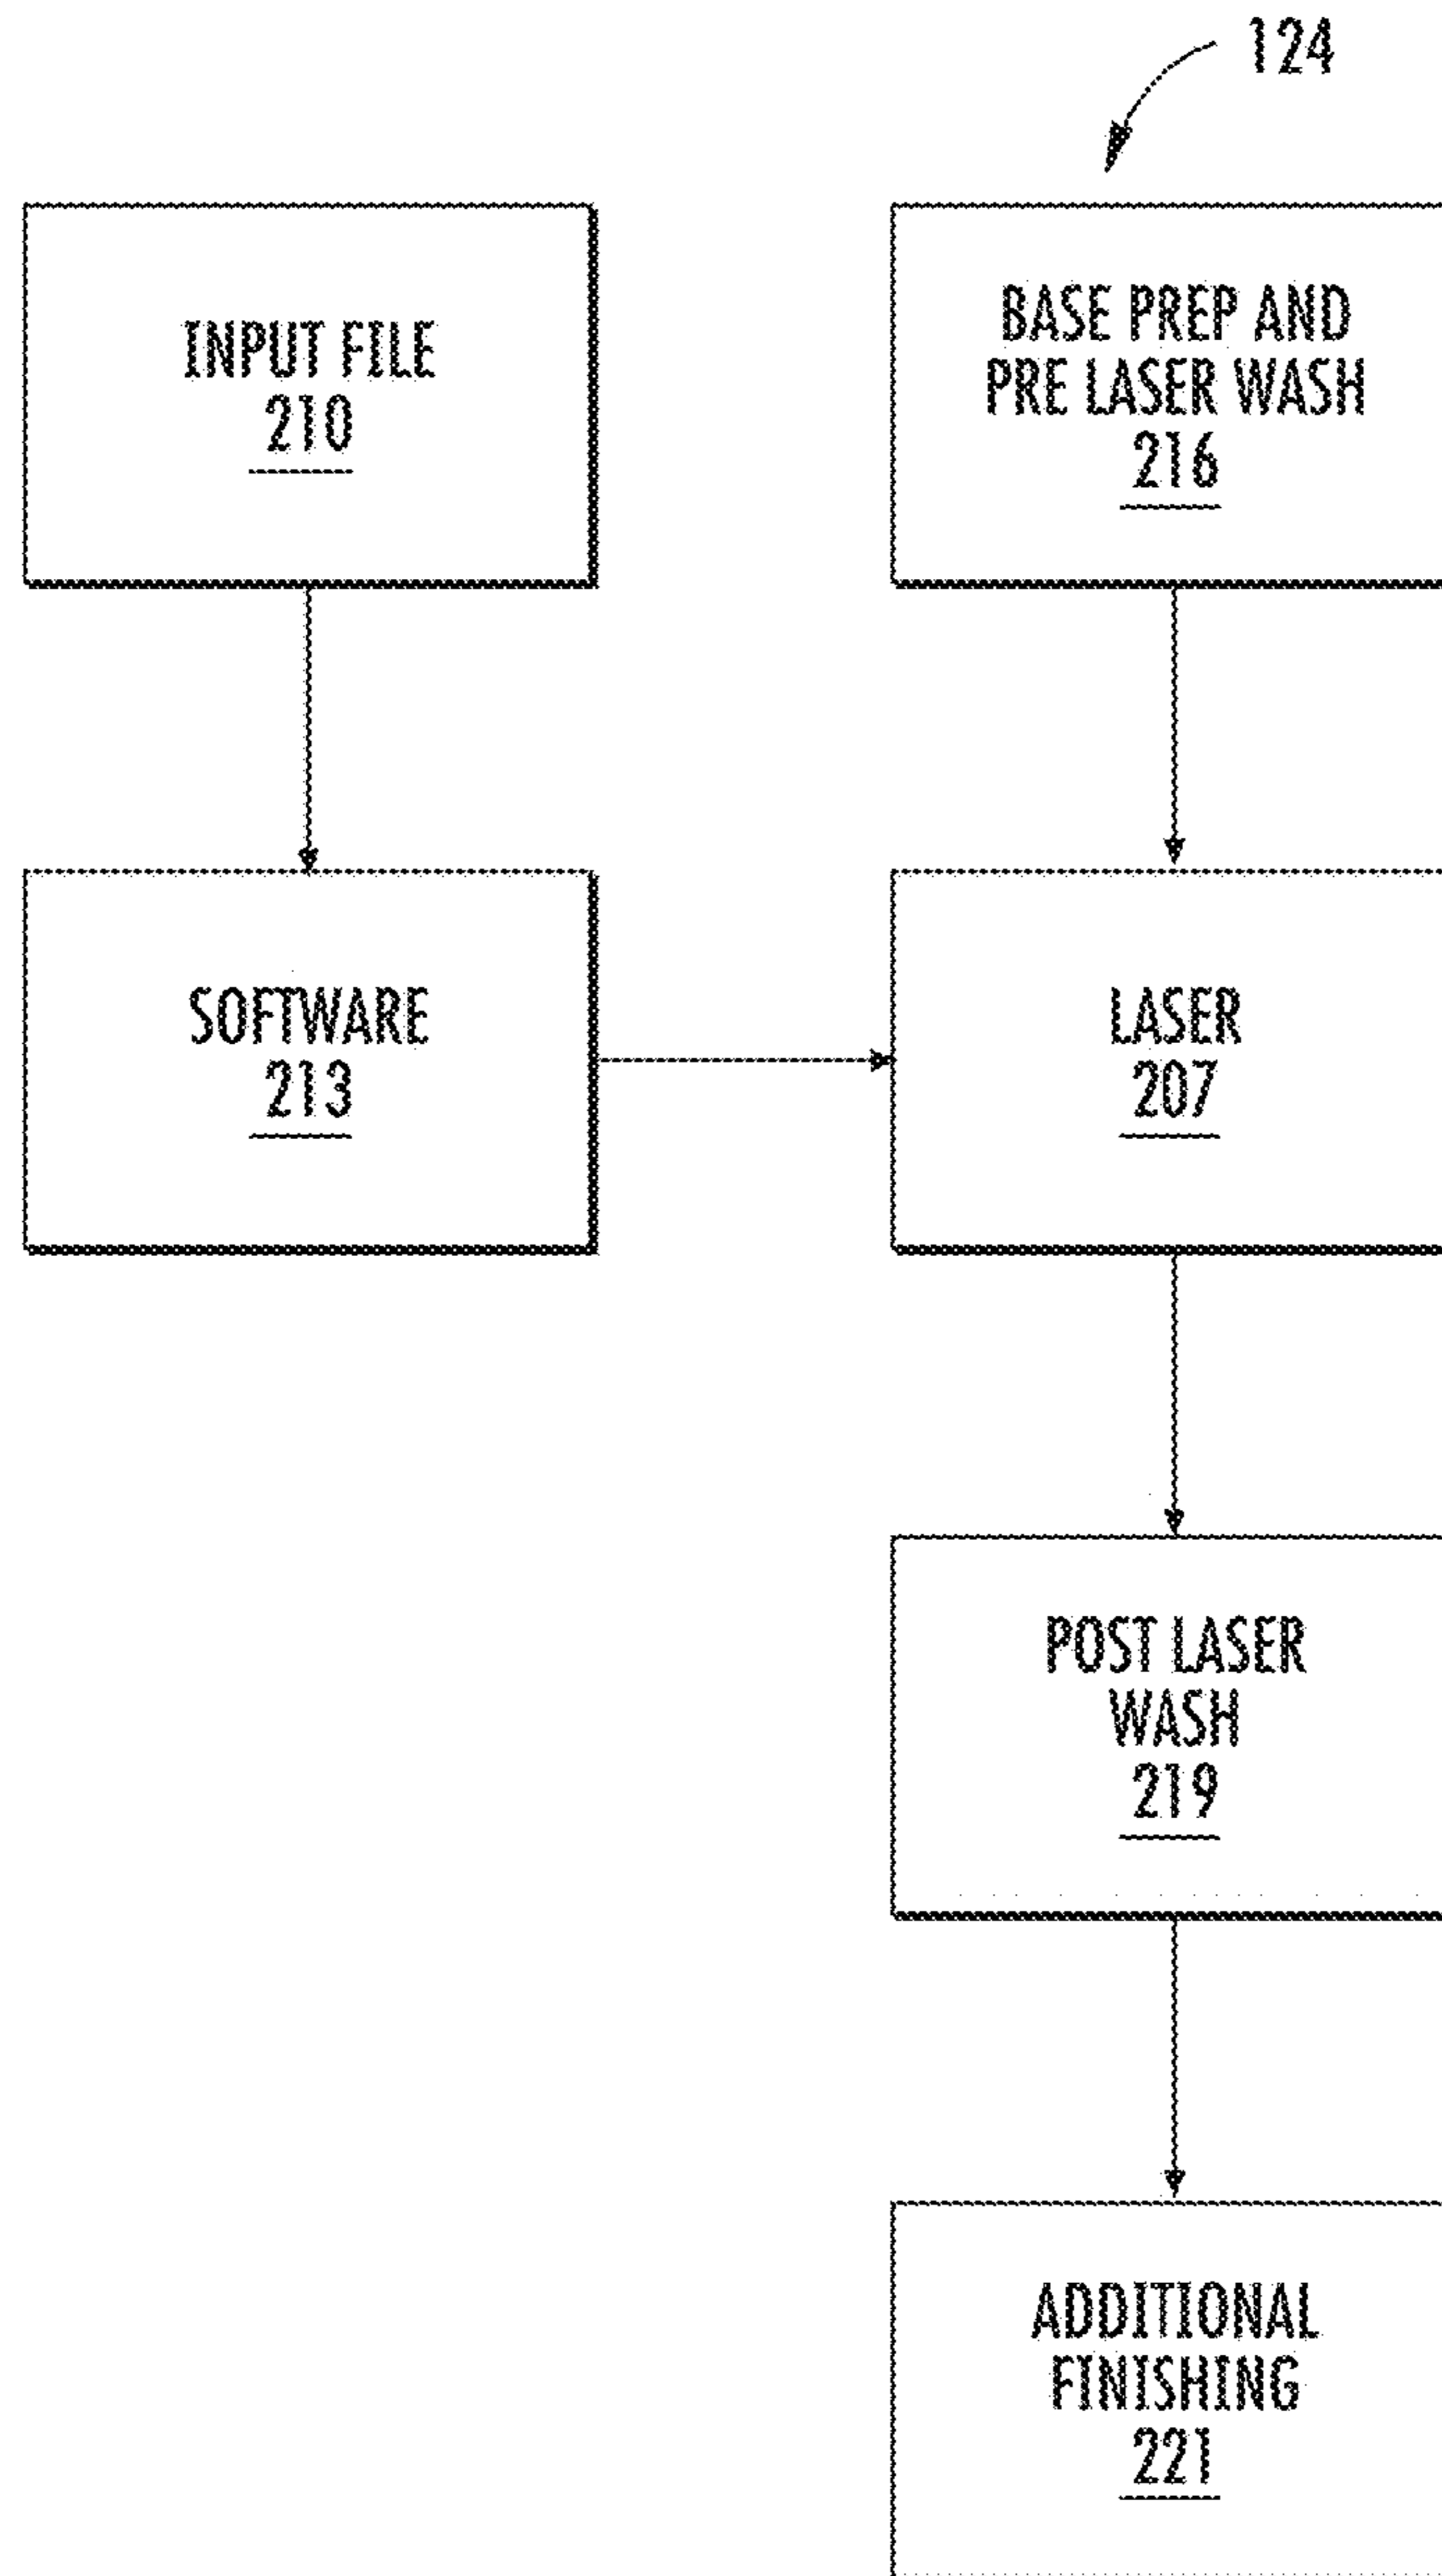 124
INPUT FILE
210
BASE PREP AND
PRE LASER WASH
216
SOFTWARE
213
LASER
207
POST LASER
WASH
219
ADDITIONAL
FINISHING
221